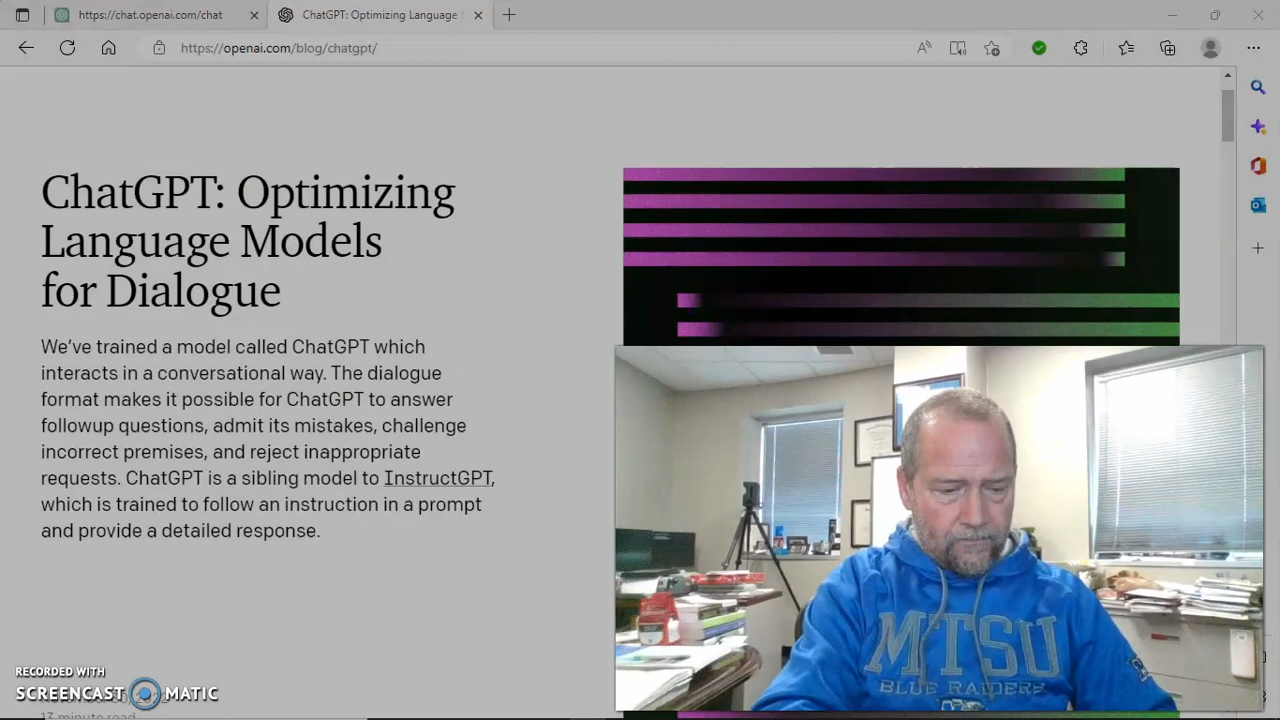 https://chat.openai.com/chat
ChatGPT: Optimizing Language
https://openai.com/blog/chatgpt/
ChatGPT: Optimizing
Language Models
for Dialogue
We've trained a model called ChatGPT which
interacts in a conversational way. The dialogue
format makes it possible for ChatGPT to answer
followup questions, admit its mistakes, challenge
incorrect premises, and reject inappropriate
requests. ChatGPT is a sibling model to InstructGPT,
which is trained to follow an instruction in a prompt
and provide a detailed response.
MTSU
BLUE RAIDERS
RECORDED WITH
SCREENCAST MATIC
13 minute read